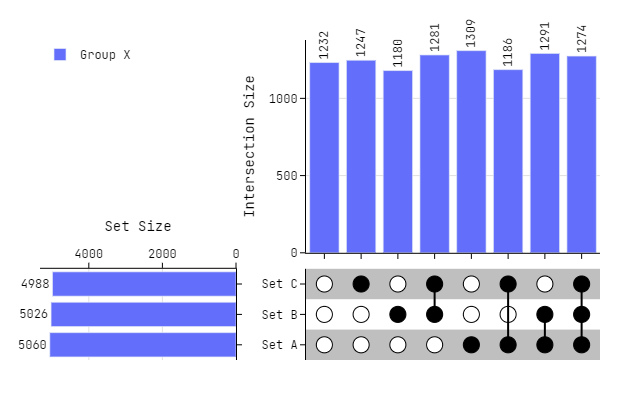 Group X
1232
1247
1180
1281
1309
1186
1291
1274
Intersection Size
1000
500
0
Set Size
4000 2000 0
4988
5026
5060
Set C
Set B
Set A